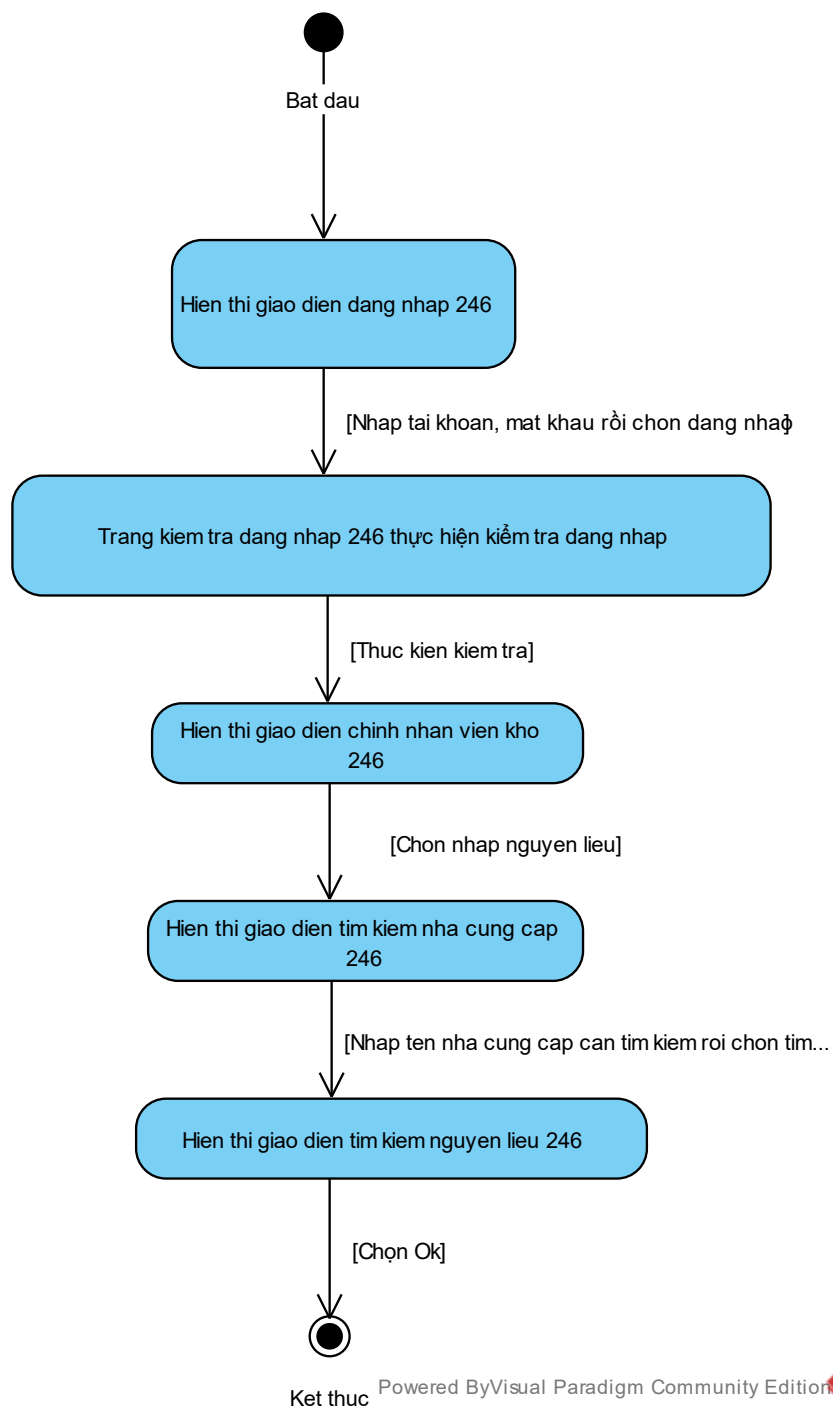 Bat dau
Hien thi giao dien dang nhap 246
[Nhap tai khoan, mat khau rồi chon dang nhap]
Trang kiem tra dang nhap 246 thực hiện kiểm tra dang nhap
[Thuc kien kiem tra]
Hien thi giao dien chinh nhan vien kho
246
[Chon nhap nguyen lieu]
Hien thi giao dien tim kiem nha cung cap
246
[Nhap ten nha cung cap can tim kiem roi chon tim...
Hien thi giao dien tim kiem nguyen lieu 246
[Chọn Ok]
Ket thuc
Powered ByVisual Paradigm Community Edition